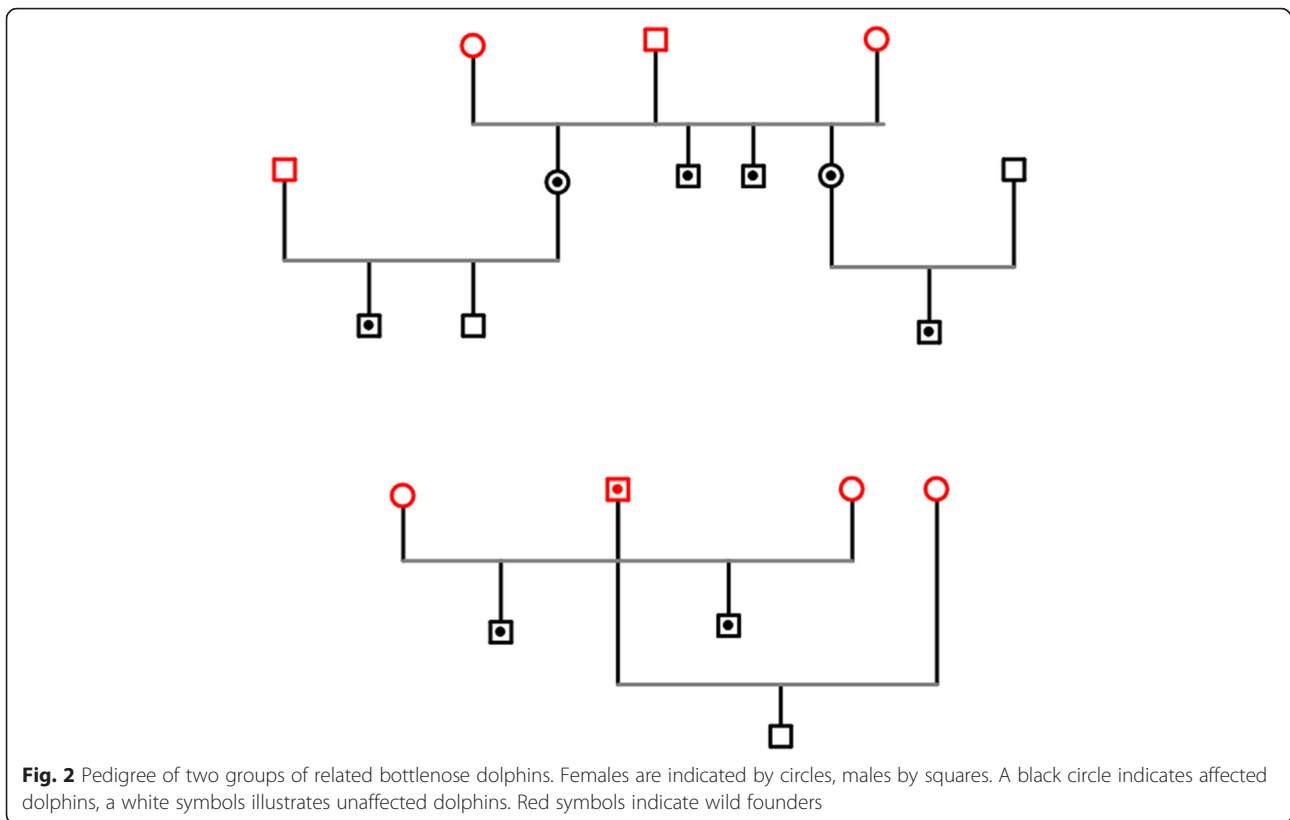 Fig. 2 Pedigree of two groups of related bottlenose dolphins. Females are indicated by circles, males by squares. A black circle indicates affected
dolphins, a white symbols illustrates unaffected dolphins. Red symbols indicate wild founders